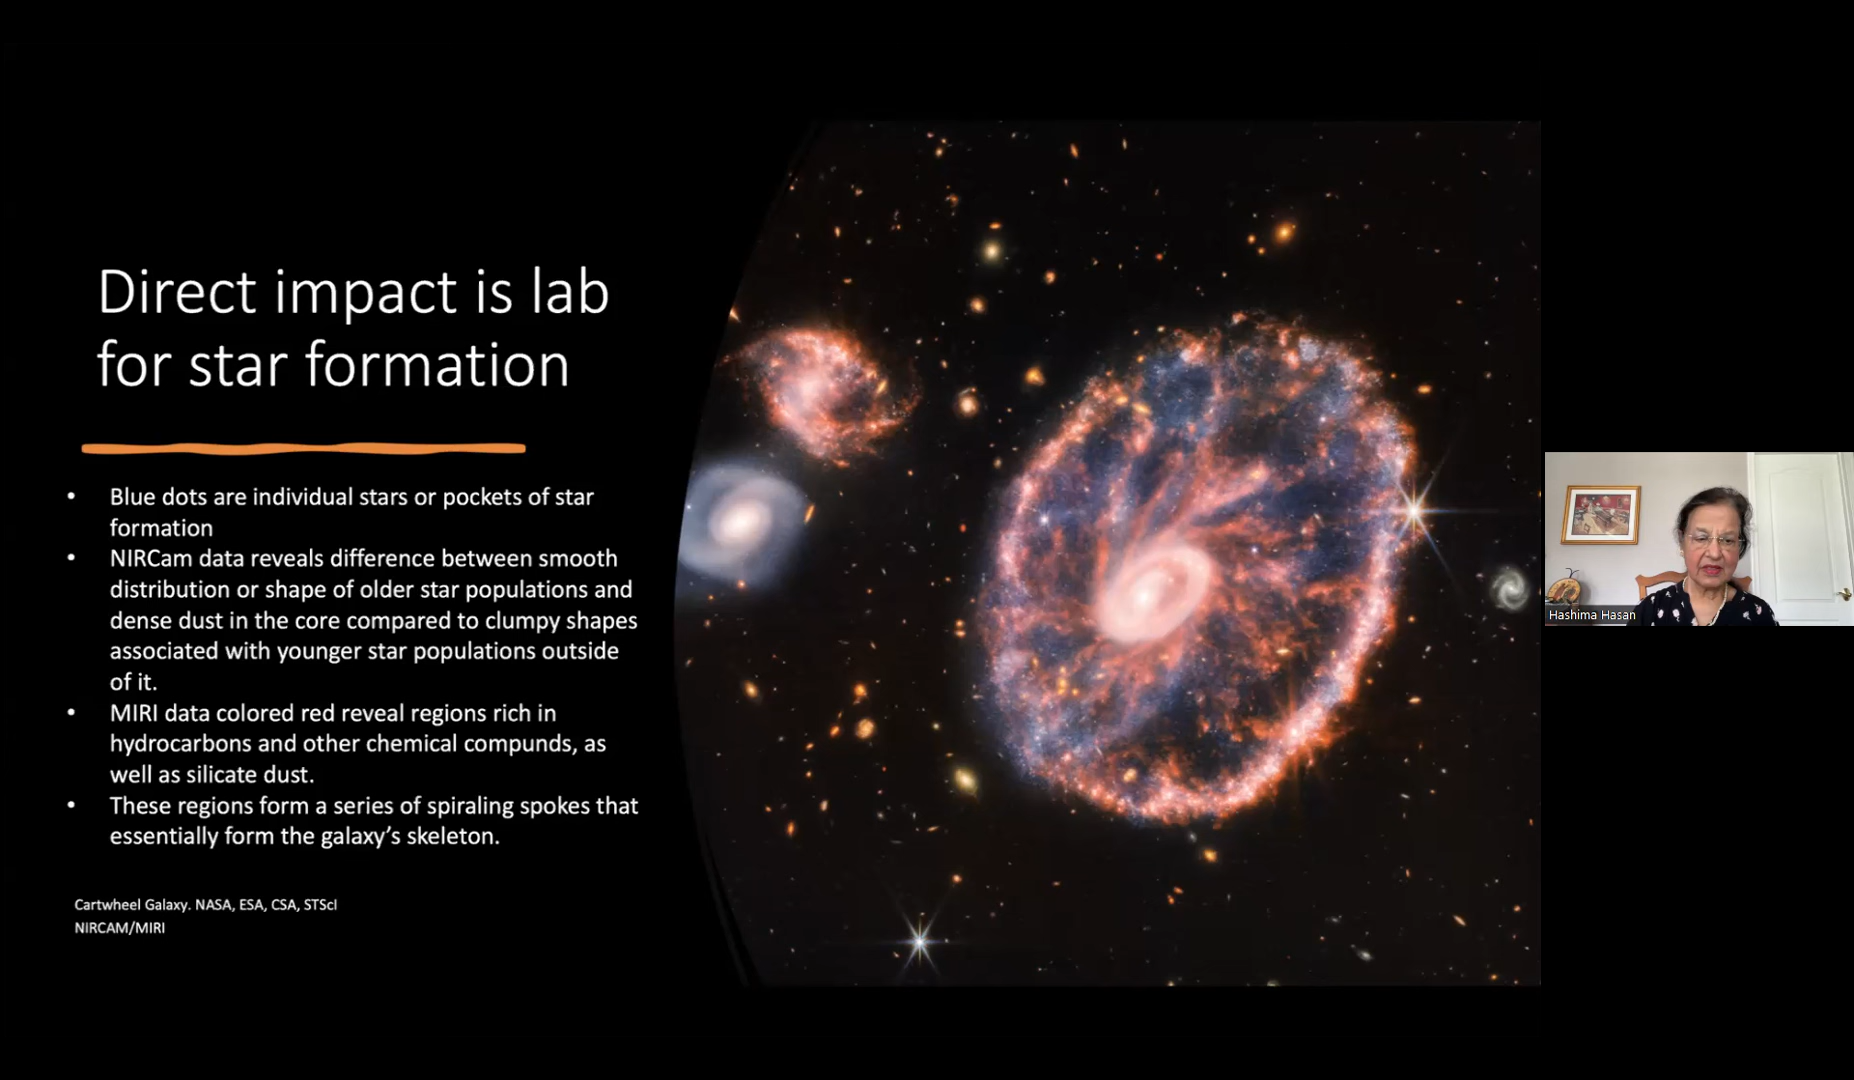 Direct impact is lab
for star formation
• Blue dots are individual stars or pockets of star
formation
• NIRCam data reveals difference between smooth
distribution or shape of older star populations and
dense dust in the core compared to clumpy shapes
associated with younger star populations outside
of it.
• MIRI data colored red reveal regions rich in
hydrocarbons and other chemical compunds, as
well as silicate dust.
• These regions form a series of spiraling spokes that
essentially form the galaxy’s skeleton.
Cartwheel Galaxy. NASA, ESA, CSA, STScI
NIRCAM/MIRI
Hashima Hasan